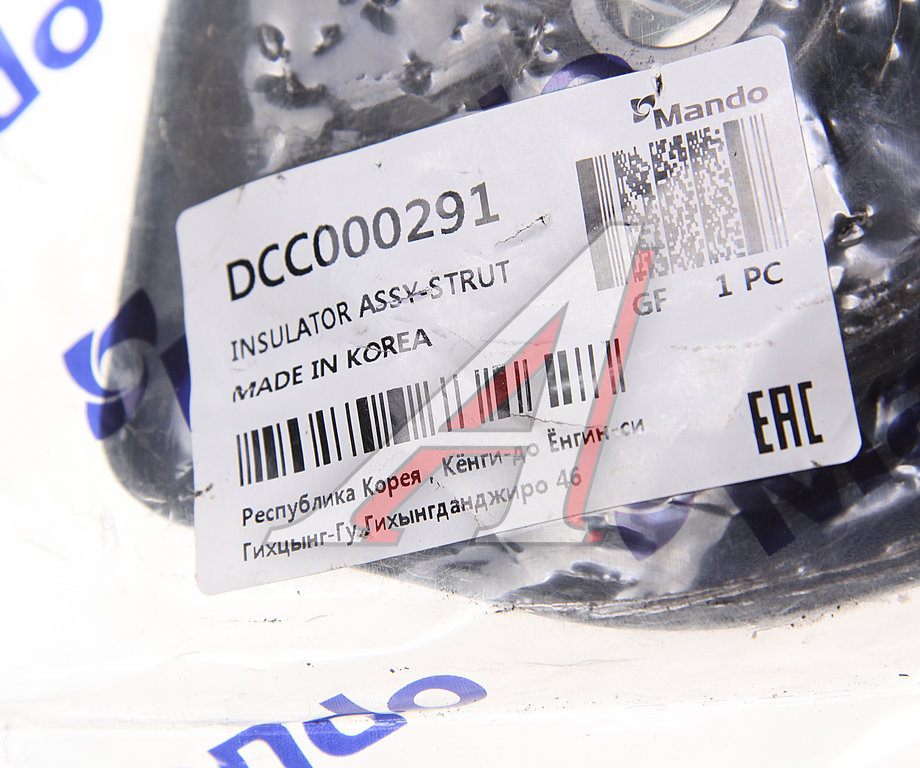 Mando
DCC000291
INSULATOR ASSY-STRUT
MADE IN KOREA
GF 1 PC
EAC
Республика Корея , Кёнги-до Ёнгин-си
Гихцынг-Гу, Гихынгданджиро 46
ndo